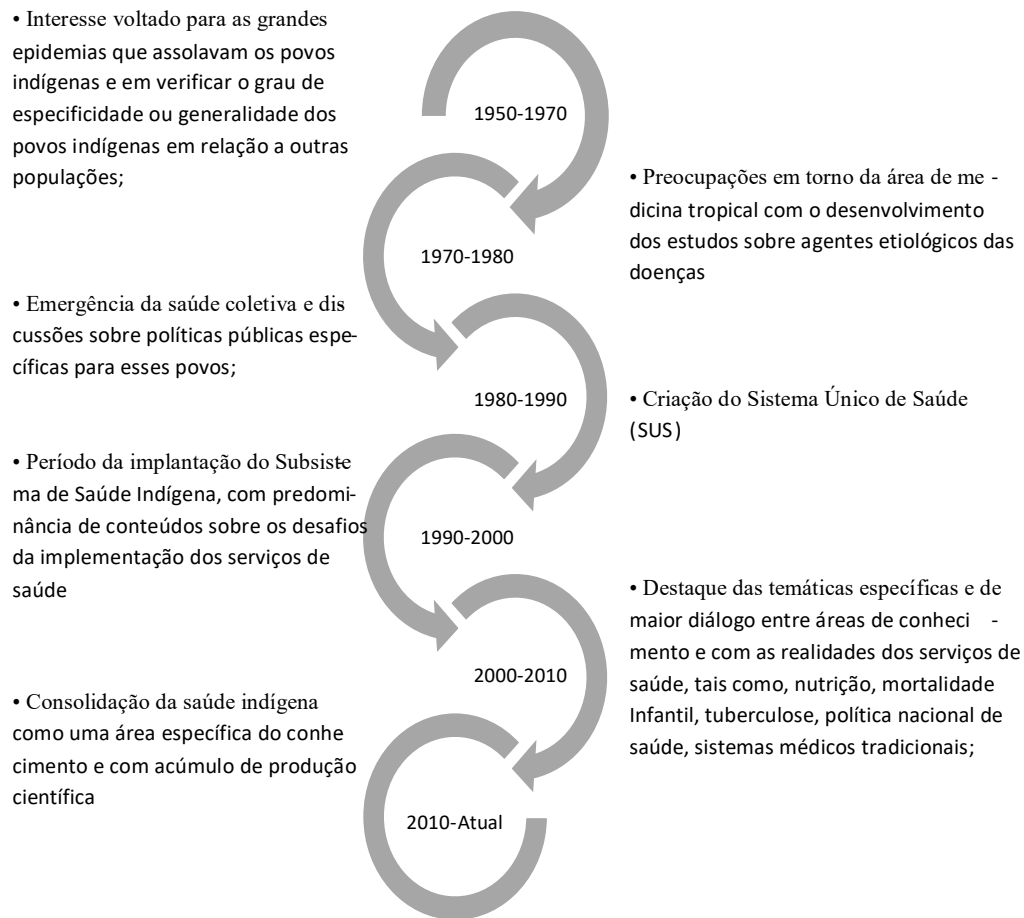 • Interesse voltado para as grandes
epidemias que assolavam os povos
indígenas e em verificar o grau de
especificidade ou generalidade dos
povos indígenas em relação a outras
populações;
1950-1970
• Preocupações em torno da área de me -
dicina tropical com o desenvolvimento
dos estudos sobre agentes etiológicos das
doenças
1970-1980
• Emergência da saúde coletiva e dis
cussões sobre políticas públicas espe-
cíficas para esses povos;
1980-1990
• Criação do Sistema Único de Saúde
(SUS)
• Período da implantação do Subsiste
ma de Saúde Indígena, com predomi-
nância de conteúdos sobre os desafios
da implementação dos serviços de
saúde
1990-2000
• Destaque das temáticas específicas e de
maior diálogo entre áreas de conheci -
mento e com as realidades dos serviços de
saúde, tais como, nutrição, mortalidade
Infantil, tuberculose, política nacional de
saúde, sistemas médicos tradicionais;
2000-2010
• Consolidação da saúde indígena
como uma área específica do conhe
cimento e com acúmulo de produção
científica
2010-Atual